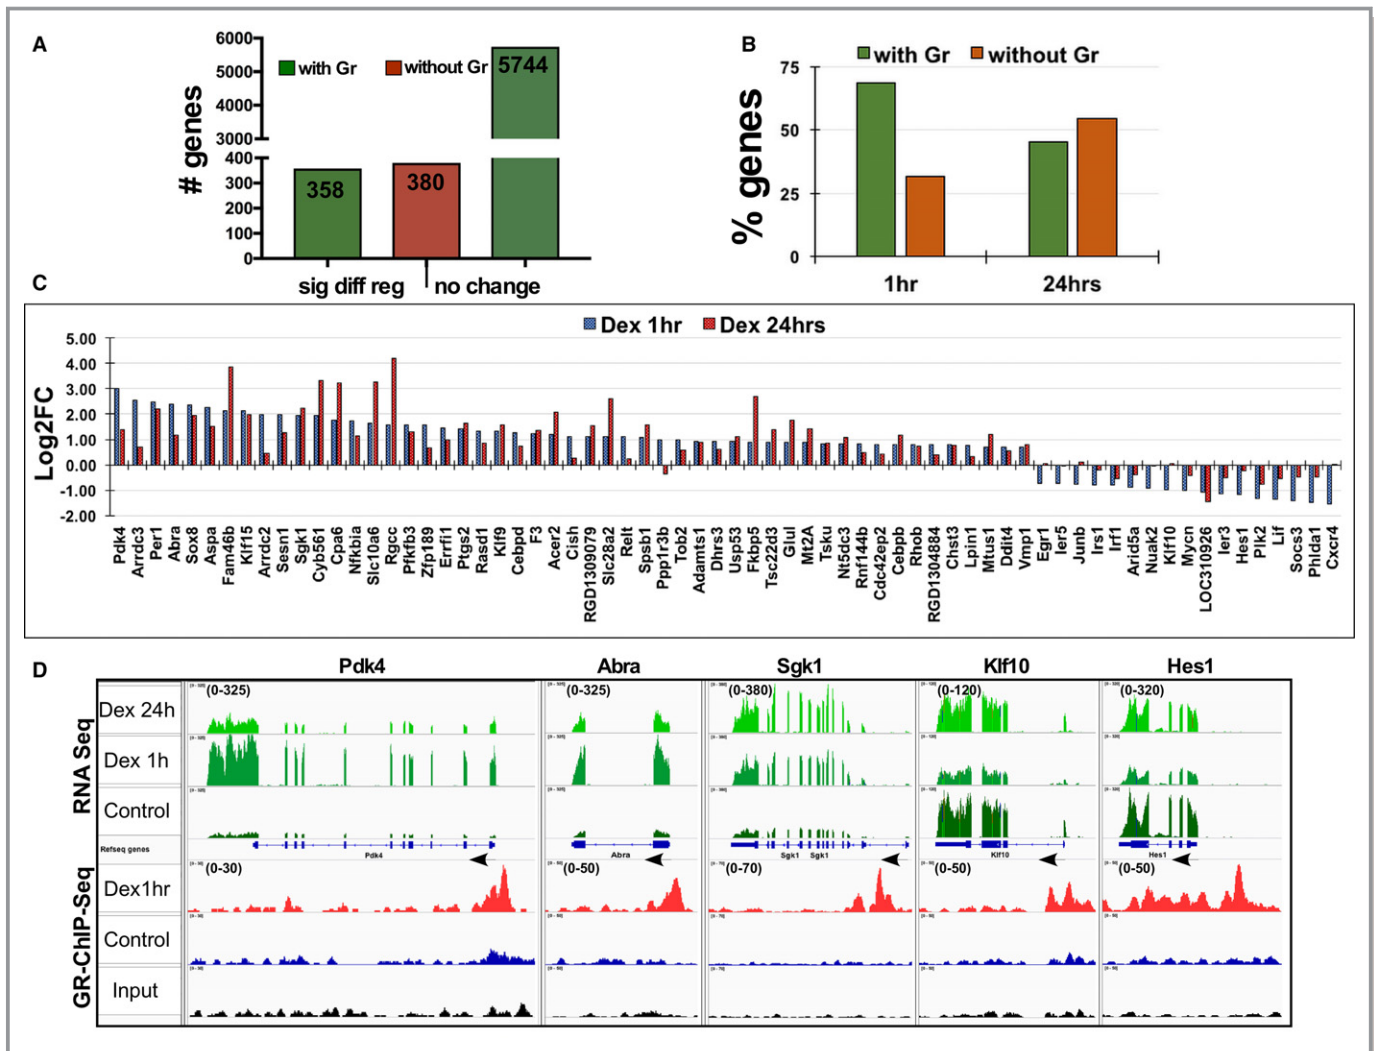 A
6000
5000
4000
3000
400
300
200
100
0
# genes
with Gr
without Gr
5744
358
380
sig diff reg
no change
B
with Gr
without Gr
75
50
25
0
% genes
1hr
24hrs
C
Dex 1hr
Dex 24hrs
5.00
4.00
3.00
2.00
1.00
0.00
-1.00
-2.00
Log2FC
Pdk4
Arrdc3
Per1
Abra
Sox8
Aspa
Fam46b
Klf15
Arrdc2
Sesn1
Sgk1
Cyb561
Cpa6
Nfkbia
Slc10a6
Rgcc
Pfkfb3
Zfp189
Errfi1
Ptgs2
Rasd1
Klf9
Cebpd
F3
Acer2
Cish
RGD1309079
Slc28a2
Relt
Spsb1
Ppp1r3b
Tob2
Adamts1
Dhrs3
Usp53
Fkbp5
Tsc22d3
Glul
Mt2A
Tsku
Nt5dc3
Rnf144b
Cdc42ep2
Cebpb
Rhob
RGD1304884
Chst3
Lpin1
Mtus1
Ddit4
Vmp1
Egr1
Ier5
Junb
Irs1
Irf1
Arid5a
Nuak2
Klf10
Mycn
LOC310926
Ier3
Hes1
Plk2
Lif
Socs3
Phlda1
Cxcr4
D
Pdk4
Abra
Sgk1
Klf10
Hes1
RNA Seq
Dex 24h
(0-325)
(0-325)
(0-380)
(0-120)
(0-320)
Dex 1h
Control
Refseq genes
Pdk4
Abra
Sgk1 Sgk1
Klf10
Hes1
GR-ChIP-Seq
Dex1hr
(0-30)
(0-50)
(0-70)
(0-50)
(0-50)
Control
Input